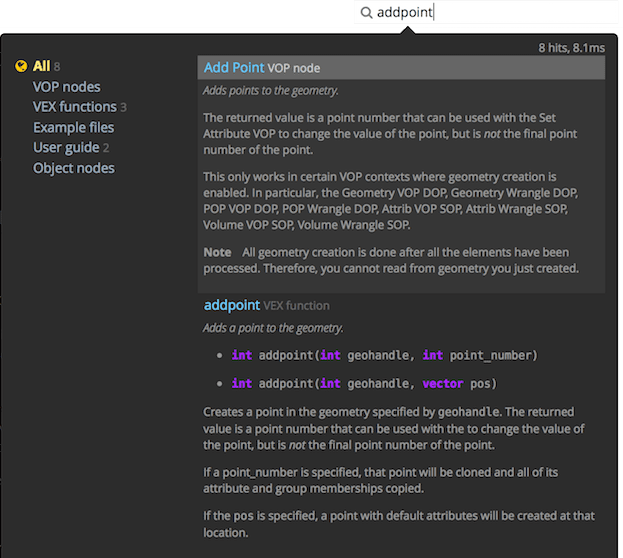 addpoint
8 hits, 8.1ms
All 8
VOP nodes
VEX functions 3
Example files
User guide 2
Object nodes
Add Point VOP node
Adds points to the geometry.
The returned value is a point number that can be used with the Set
Attribute VOP to change the value of the point, but is not the final point
number of the point.
This only works in certain VOP contexts where geometry creation is
enabled. In particular, the Geometry VOP DOP, Geometry Wrangle DOP,
POP VOP DOP, POP Wrangle DOP, Attrib VOP SOP, Attrib Wrangle SOP,
Volume VOP SOP, Volume Wrangle SOP.
Note All geometry creation is done after all the elements have been
processed. Therefore, you cannot read from geometry you just created.
addpoint VEX function
Adds a point to the geometry.
• int addpoint(int geohandle, int point_number)
• int addpoint(int geohandle, vector pos)
Creates a point in the geometry specified by geohandle. The returned
value is a point number that can be used with the to change the value of
the point, but is not the final point number of the point.
If a point_number is specified, that point will be cloned and all of its
attribute and group memberships copied.
If the pos is specified, a point with default attributes will be created at that
location.